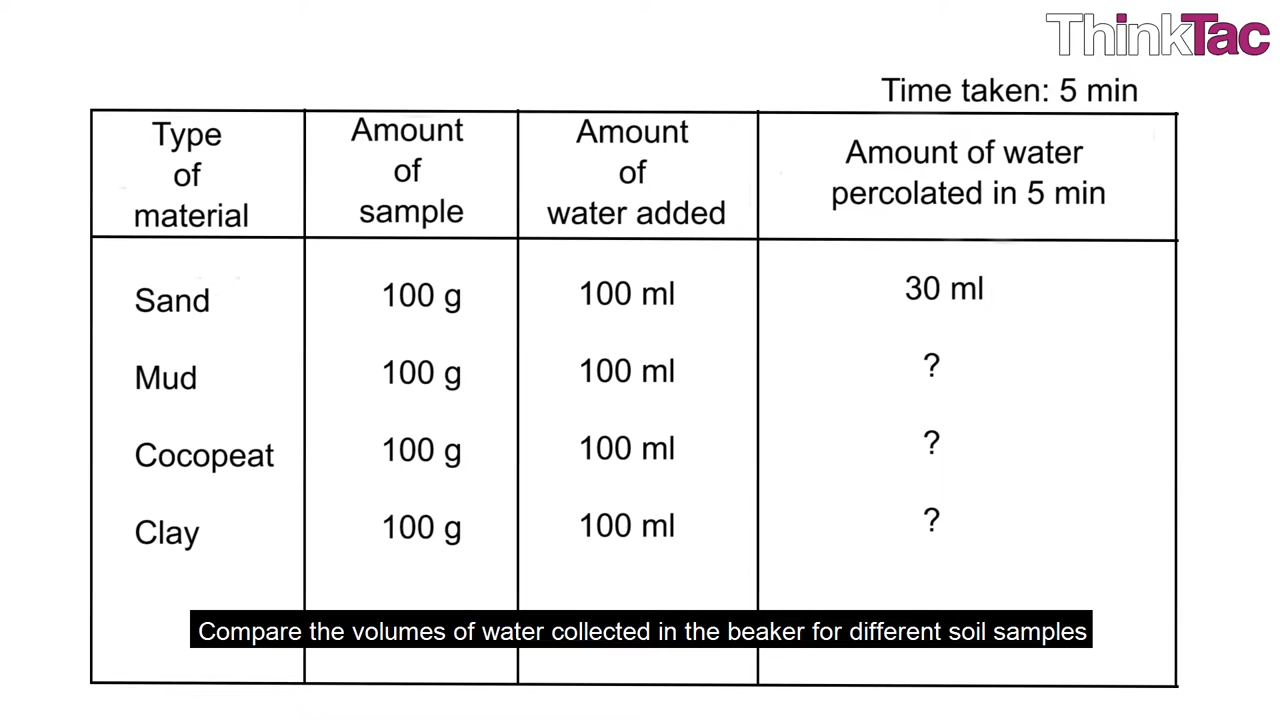 ThinkTac
Time taken: 5 min
Type
of
material
Amount
of
sample
Amount
of
water added
Amount of water
percolated in 5 min
Sand 100 g 100 ml 30 ml
Mud 100 g 100 ml ?
Cocopeat 100 g 100 ml ?
Clay 100 g 100 ml ?
Compare the volumes of water collected in the beaker for different soil samples